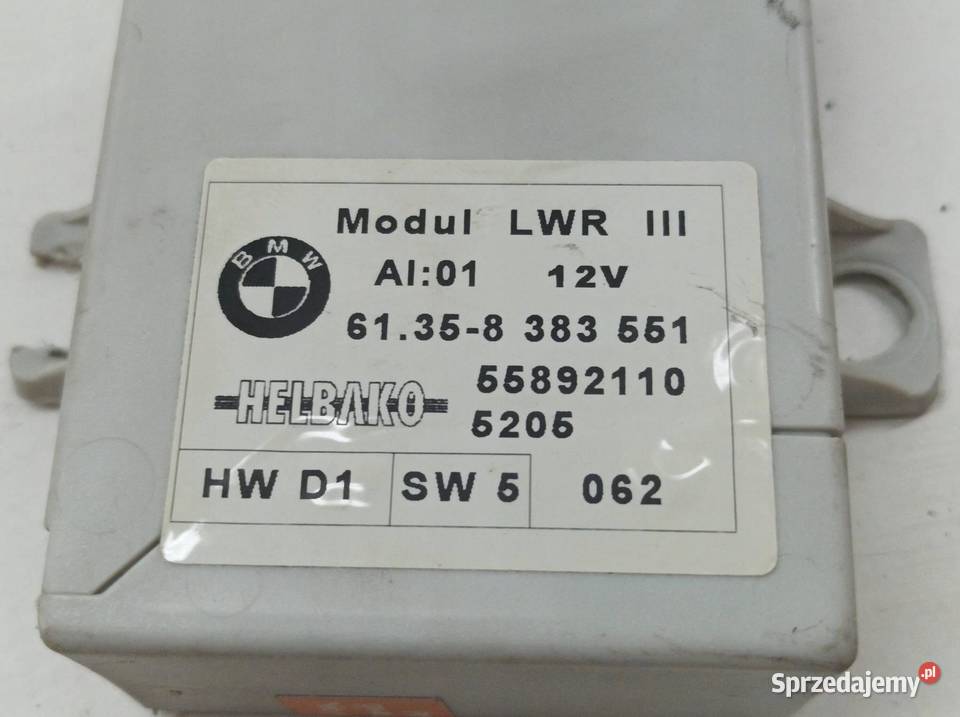 Modul LWR III
BMW
AI:01 12V
61.35-8 383 551
HELBAKO
55892110
5205
HW D1 SW 5 062
Sprzedajemy.pl